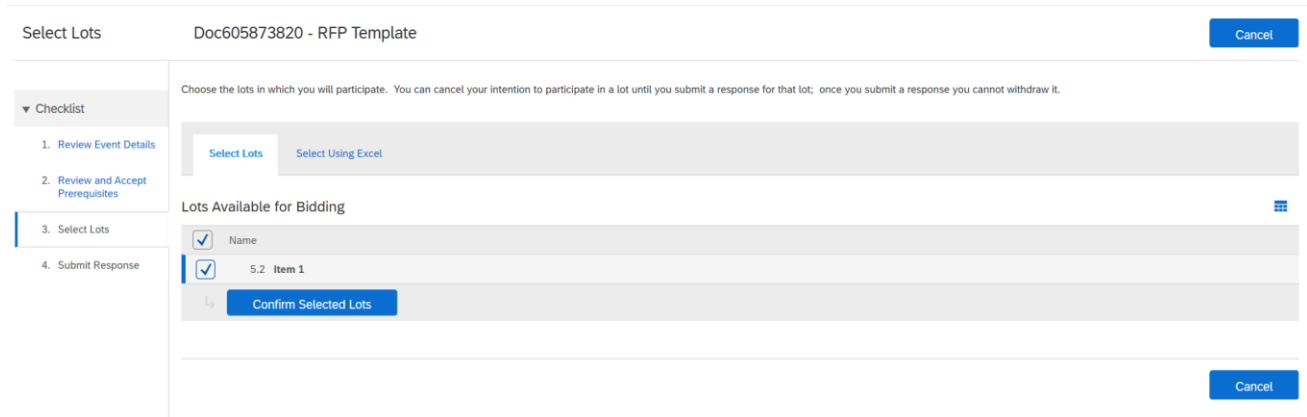 Select Lots
Doc605873820 - RFP Template
Cancel
▼ Checklist
1. Review Event Details
2. Review and Accept
Prerequisites
3. Select Lots
4. Submit Response
Choose the lots in which you will participate. You can cancel your intention to participate in a lot until you submit a response for that lot; once you submit a response you cannot withdraw it.
Select Lots
Select Using Excel
Lots Available for Bidding
Name
5.2 Item 1
Confirm Selected Lots
Cancel